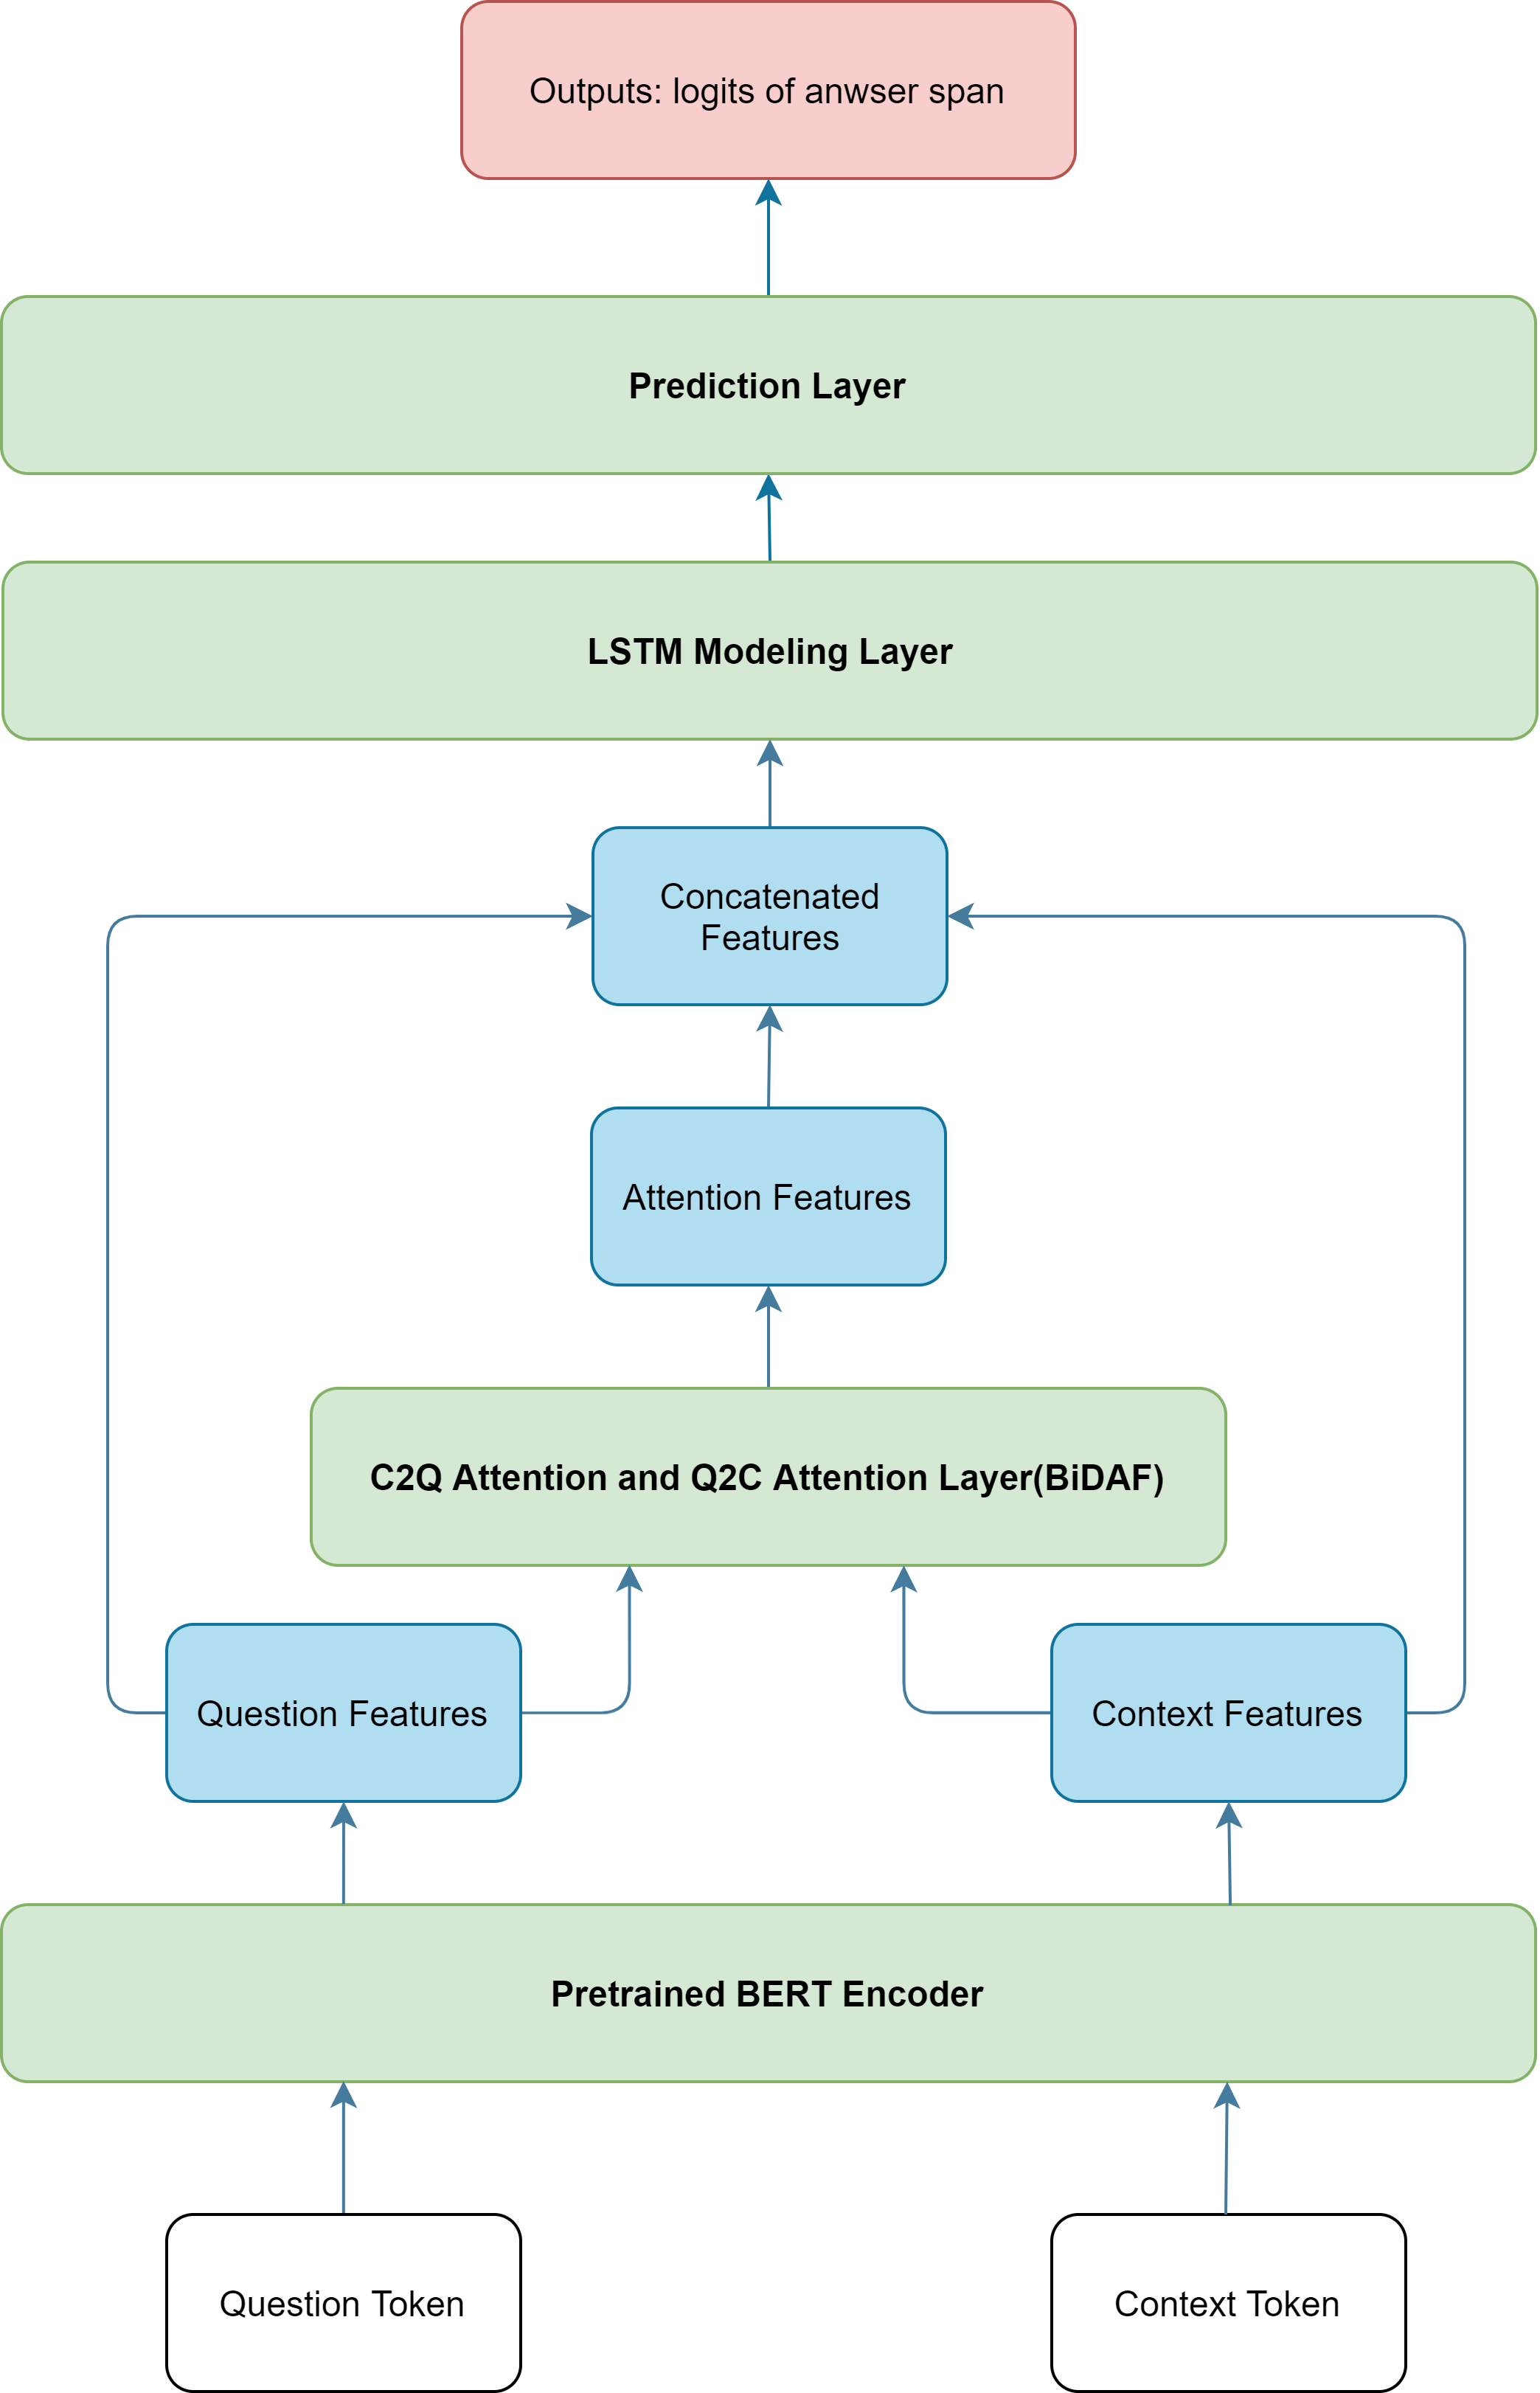 Outputs: logits of anwser span
Prediction Layer
LSTM Modeling Layer
Concatenated
Features
Attention Features
C2Q Attention and Q2C Attention Layer(BiDAF)
Question Features
Context Features
Pretrained BERT Encoder
Question Token
Context Token